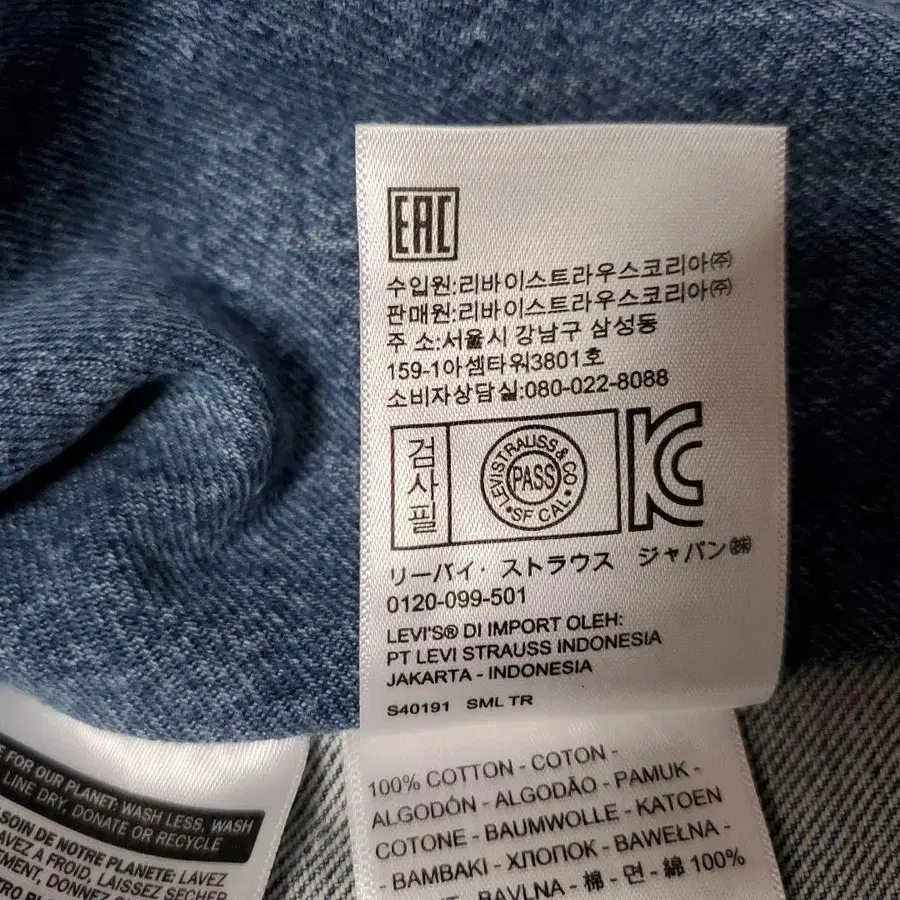 EAC
수입원:리바이스트라우스코리아㈜
판매원:리바이스트라우스코리아㈜
주 소:서울시 강남구 삼성동
159-1아셈타워3801호
소비자상담실:080-022-8088
검사필
LEVI STRAUSS & CO
PASS
SF CAL
KC
リーバイ・ストラウス ジャパン㈱
0120-099-501
LEVI'S® DI IMPORT OLEH:
PT LEVI STRAUSS INDONESIA
JAKARTA - INDONESIA
S40191 SML TR
FOR OUR PLANET: WASH LESS, WASH
LINE DRY. DONATE OR RECYCLE
SOIN DE NOTRE PLANÈTE: LAVEZ
LAVEZ À FROID, LAISSEZ SÉCHER
DONNEZ
100% COTTON - COTON -
ALGODÓN - ALGODÃO - PAMUK -
COTONE - BAUMWOLLE - KATOEN
- BAMBAKI - ХЛОПОК - BAWEŁNA -
BAVLNA - 棉 - 면 - 綿 100%